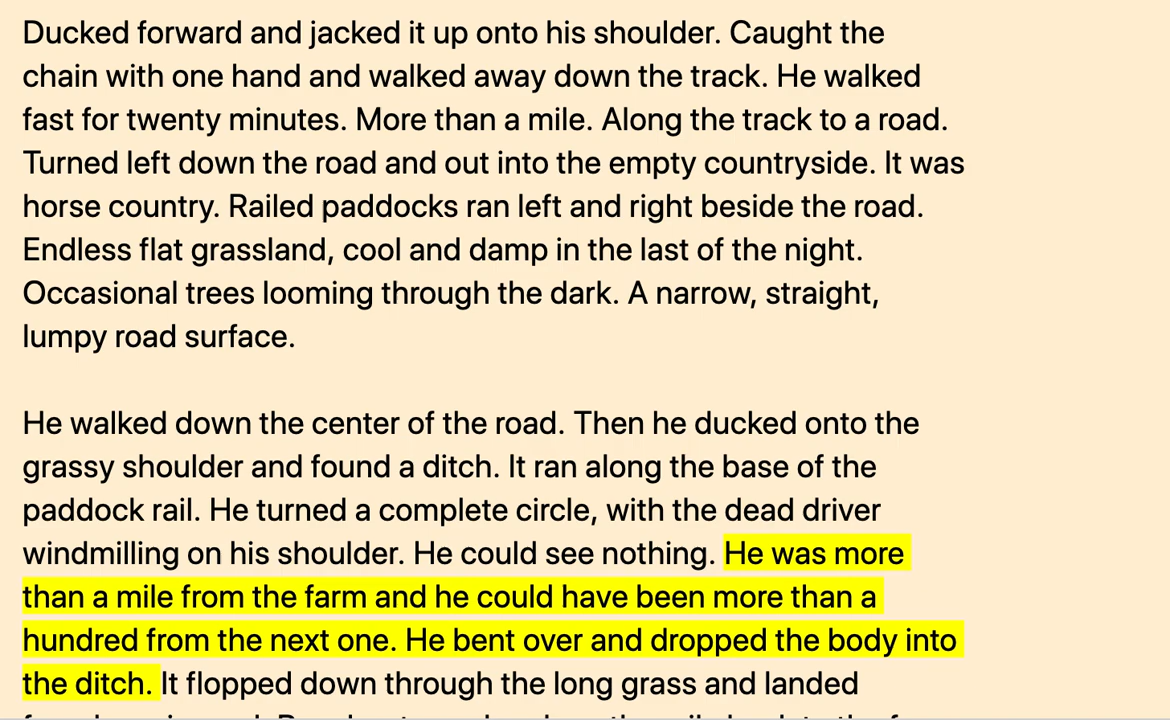 Ducked forward and jacked it up onto his shoulder. Caught the
chain with one hand and walked away down the track. He walked
fast for twenty minutes. More than a mile. Along the track to a road.
Turned left down the road and out into the empty countryside. It was
horse country. Railed paddocks ran left and right beside the road.
Endless flat grassland, cool and damp in the last of the night.
Occasional trees looming through the dark. A narrow, straight,
lumpy road surface.
He walked down the center of the road. Then he ducked onto the
grassy shoulder and found a ditch. It ran along the base of the
paddock rail. He turned a complete circle, with the dead driver
windmilling on his shoulder. He could see nothing. He was more
than a mile from the farm and he could have been more than a
hundred from the next one. He bent over and dropped the body into
the ditch. It flopped down through the long grass and landed